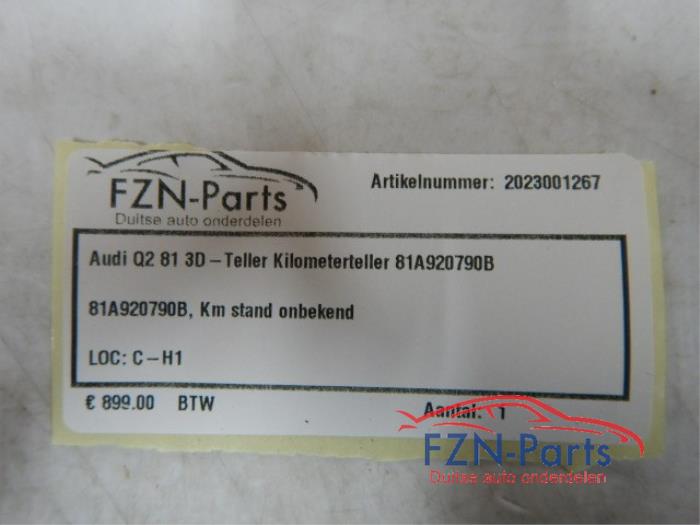 FZN-Parts
Duitse auto onderdelen
Artikelnummer: 2023001267
Audi Q2 81 3D – Teller Kilometerteller 81A920790B
81A920790B, Km stand onbekend
LOC: C – H1
€ 899.00 BTW
Aantal: 1
FZN-Parts
Duitse auto onderdelen